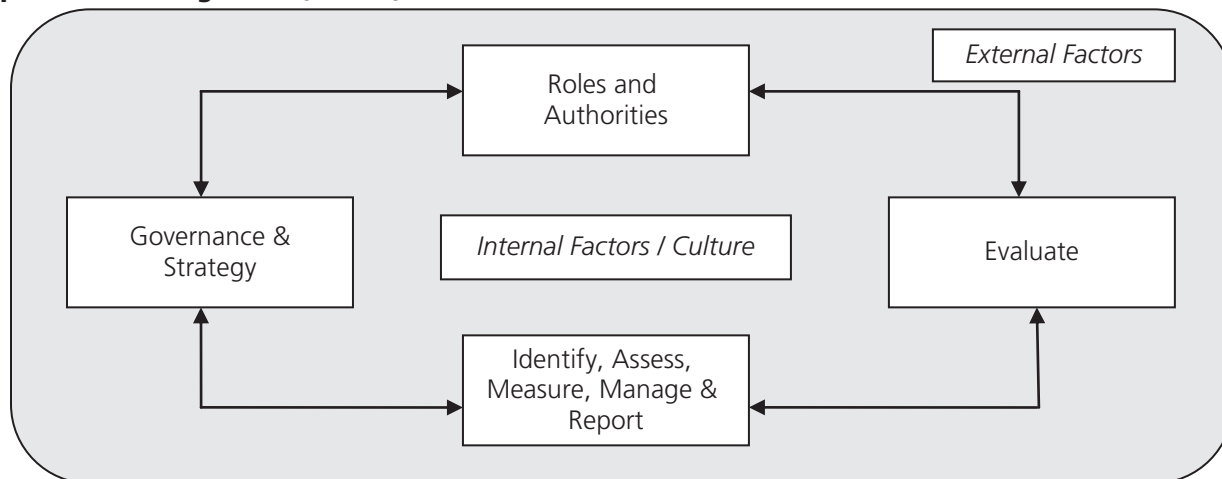 External Factors
Roles and
Authorities
Governance &
Strategy
Internal Factors / Culture
Evaluate
Identify, Assess,
Measure, Manage &
Report